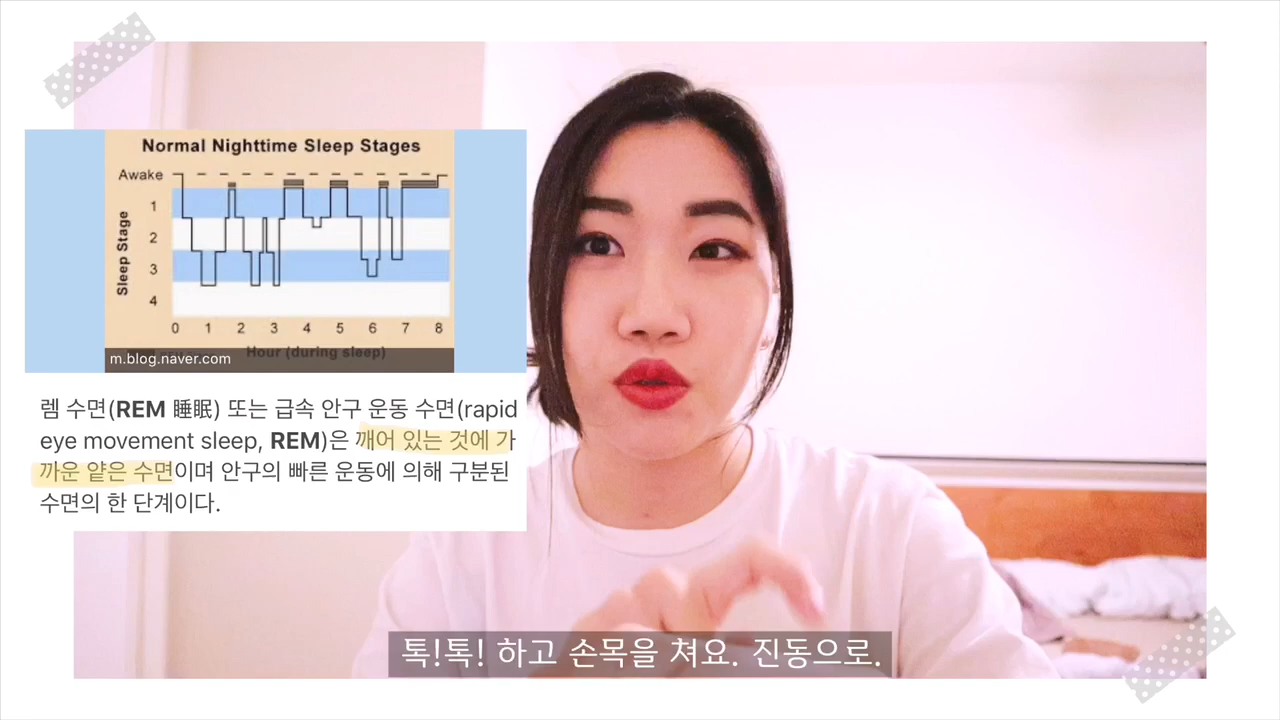 Normal Nighttime Sleep Stages
Awake
1
2
3
4
Sleep Stage
0 1 2 3 4 5 6 7 8
Hour (during sleep)
m.blog.naver.com
렘 수면(REM 睡眠) 또는 급속 안구 운동 수면(rapid
eye movement sleep, REM)은 깨어 있는 것에 가
까운 얕은 수면이며 안구의 빠른 운동에 의해 구분된
수면의 한 단계이다.
톡!톡! 하고 손목을 쳐요. 진동으로.